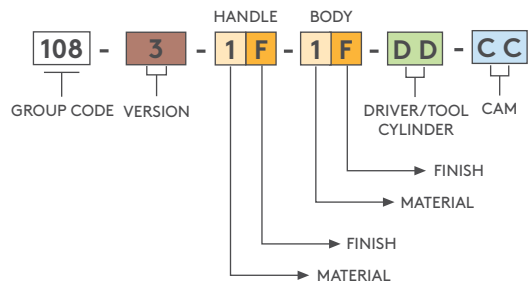 HANDLE BODY
108 - 3 - 1 F - 1 F - D D - C C
GROUP CODE VERSION DRIVER/TOOL CAM
CYLINDER
FINISH
MATERIAL
FINISH
MATERIAL